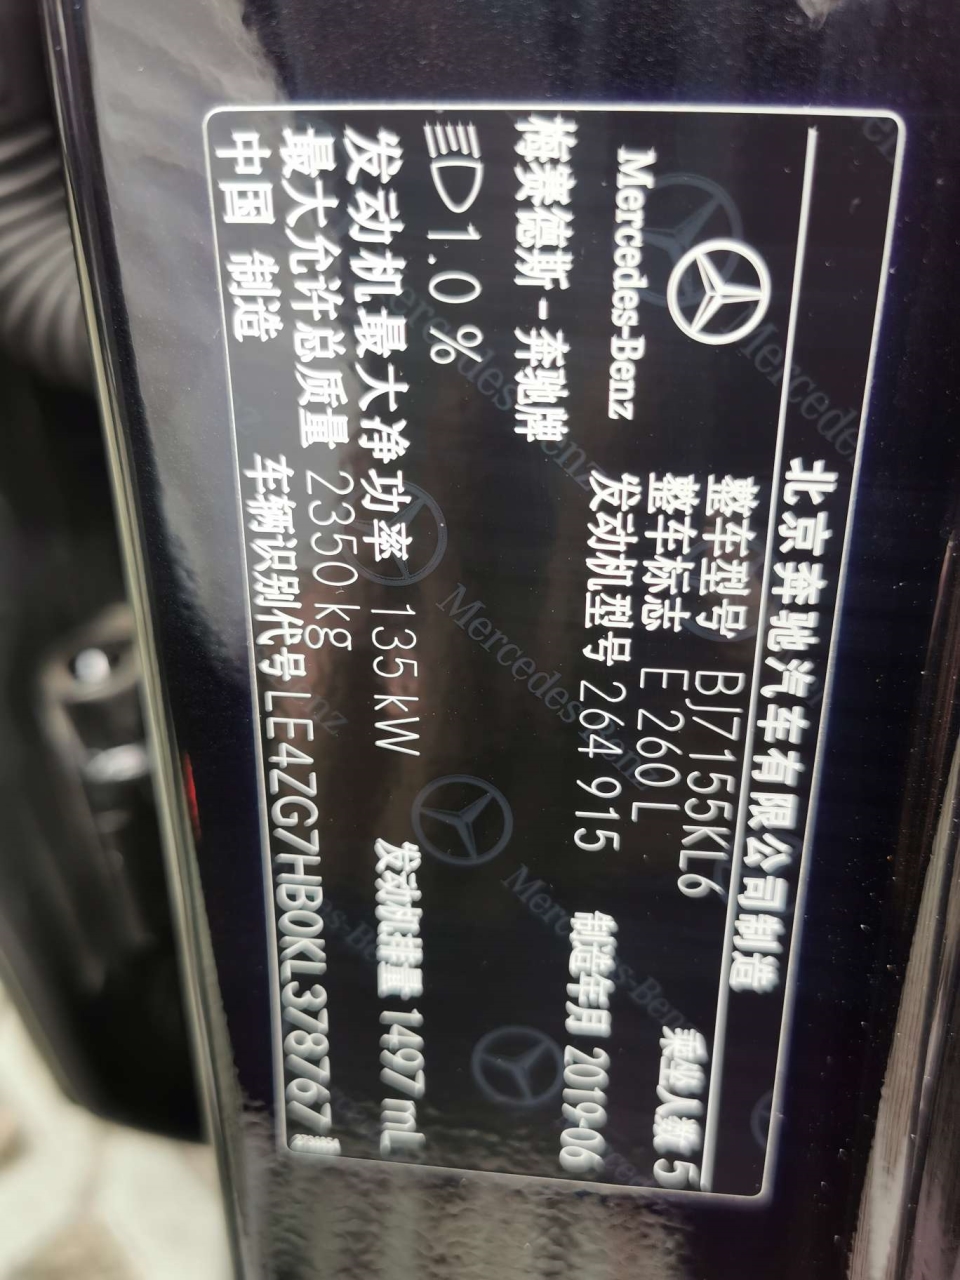 北京奔驰汽车有限公司制造
Mercedes-Benz
整车型号 BJ7155KL6
乘坐人数 5
整车标志 E 260 L
梅赛德斯-奔驰牌
发动机型号 264 915
制造年月 2019-06
1.0 %
发动机最大净功率 135 kW
发动机排量 1497 mL
最大允许总质量 2350 kg
中国 制造
车辆识别代号 LE4ZG7HB0KL378767